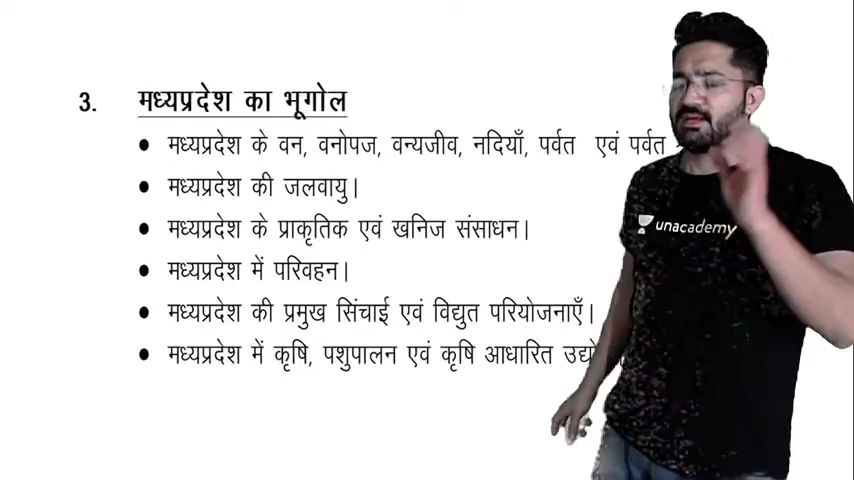 3. मध्यप्रदेश का भूगोल
• मध्यप्रदेश के वन, वनोपज, वन्यजीव, नदियाँ, पर्वत एवं पर्वत
• मध्यप्रदेश की जलवायु।
• मध्यप्रदेश के प्राकृतिक एवं खनिज संसाधन।
• मध्यप्रदेश में परिवहन।
• मध्यप्रदेश की प्रमुख सिंचाई एवं विद्युत परियोजनाएँ।
• मध्यप्रदेश में कृषि, पशुपालन एवं कृषि आधारित
unacademy